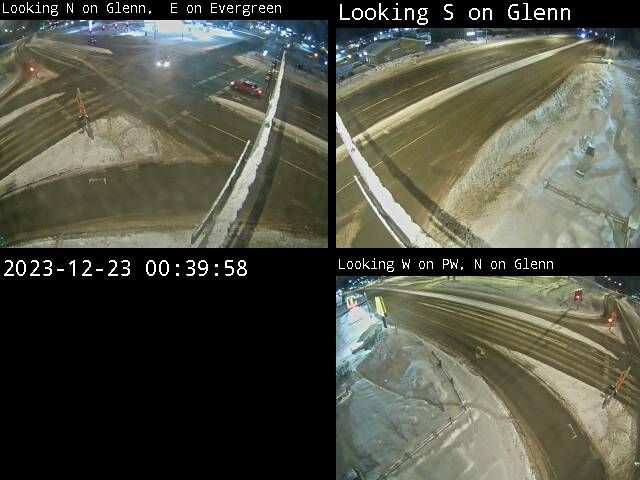 Looking N on Glenn, E on Evergreen
Looking S on Glenn
2023-12-23 00:39:58
Looking W on PW, N on Glenn